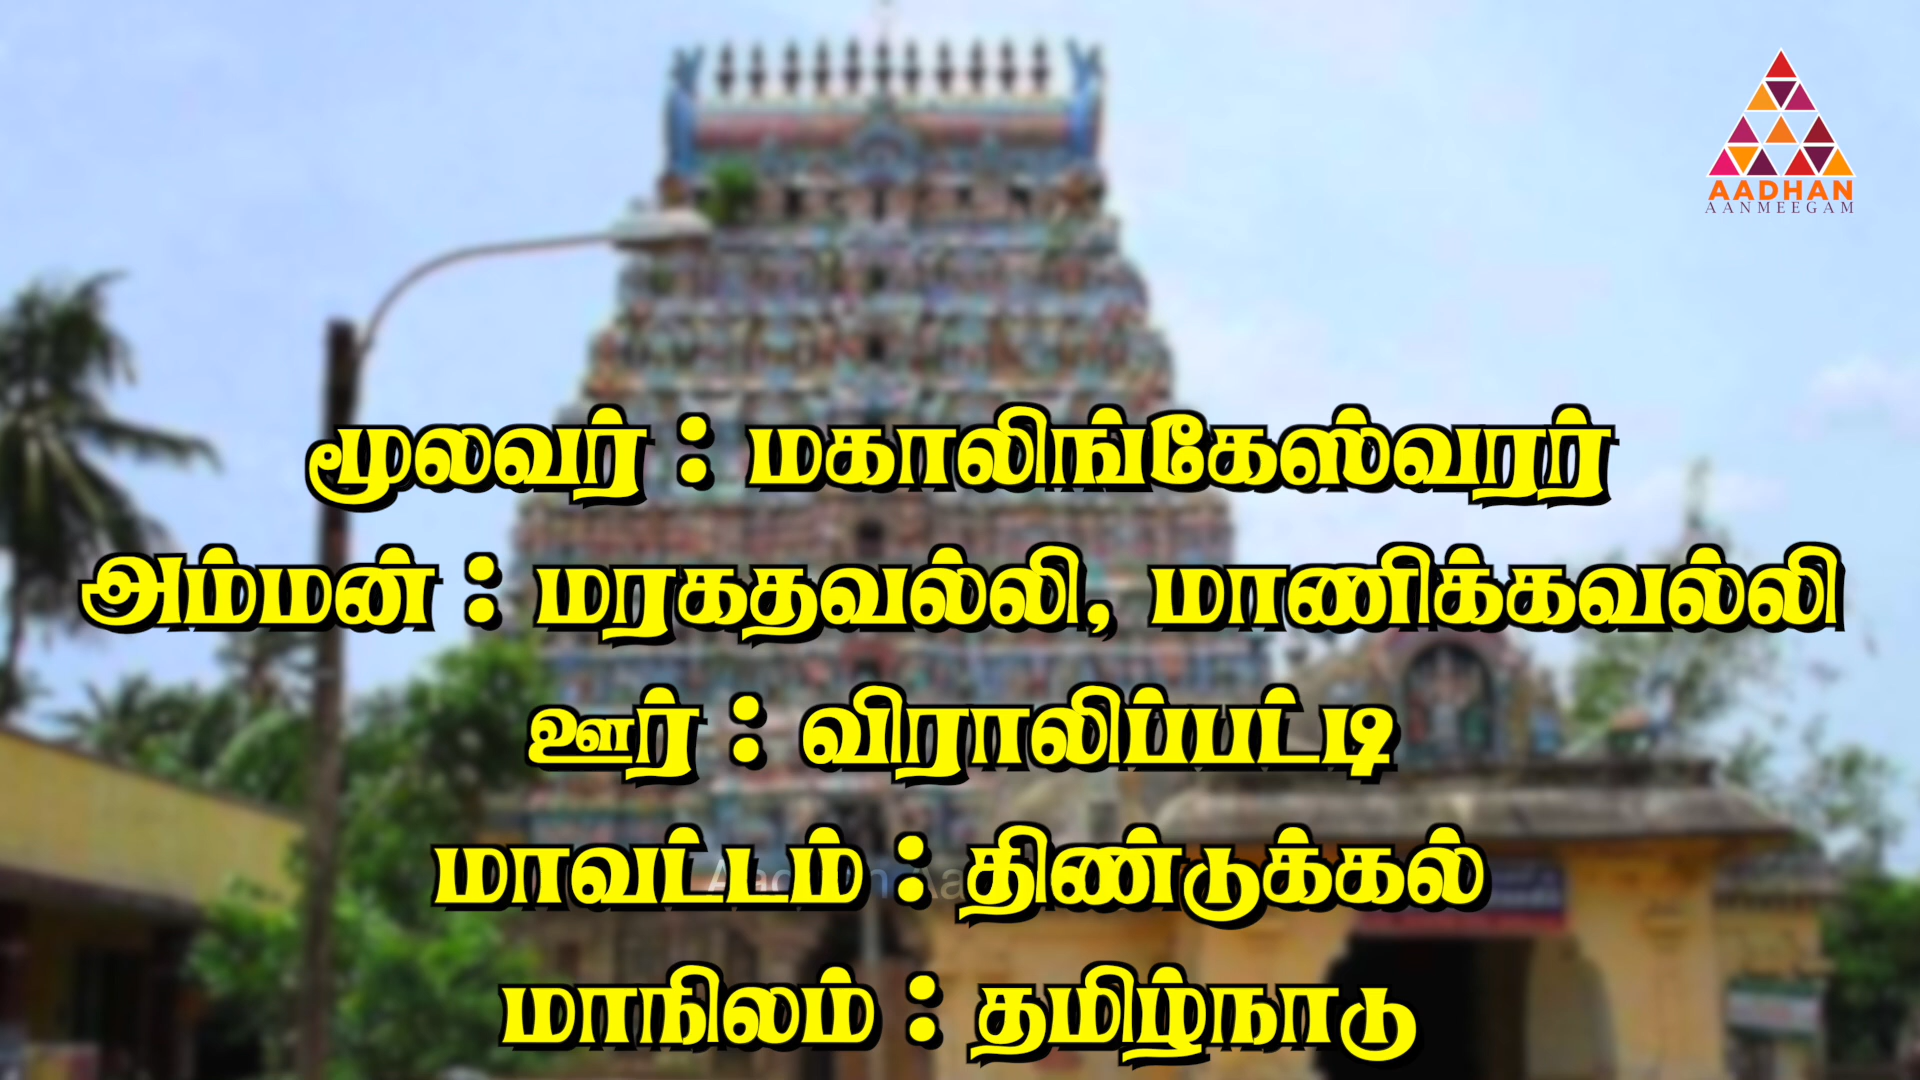 AADHAN
AANMEEGAM
மூலவர் : மகாலிங்கேஸ்வரர்
அம்மன் : மரகதவல்லி, மாணிக்கவல்லி
ஊர் : விராலிப்பட்டி
மாவட்டம் : திண்டுக்கல்
மாநிலம் : தமிழ்நாடு